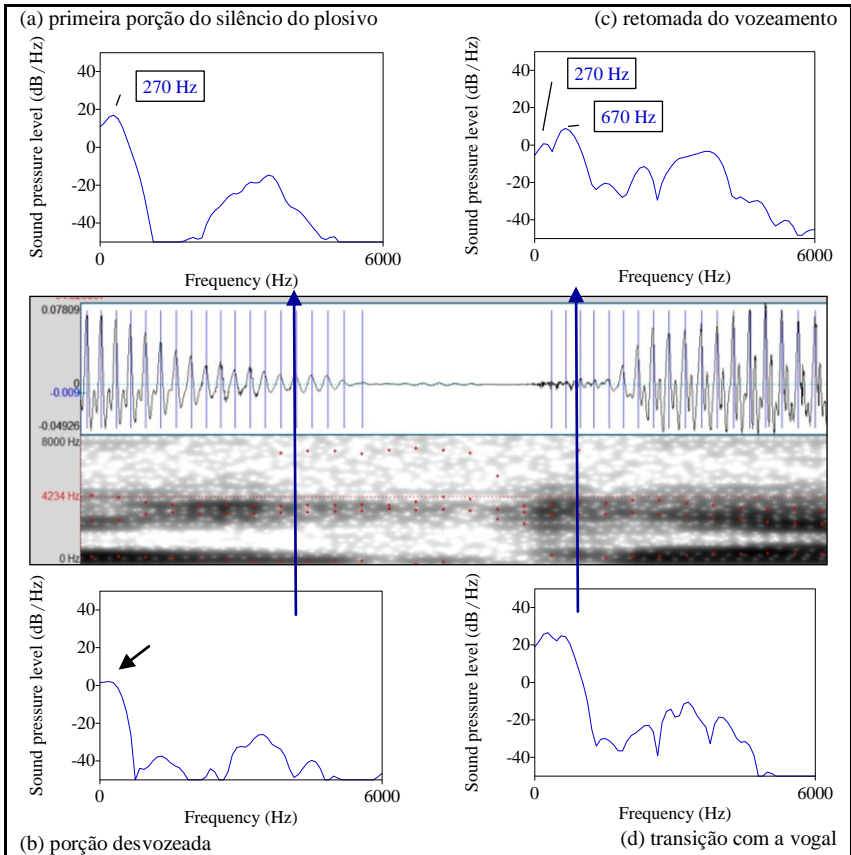 (a) primeira porção do silêncio do plosivo
(c) retomada do vozeamento
Sound pressure level (dB/Hz)
40
20
0
-20
-40
270 Hz
0
6000
Frequency (Hz)
Sound pressure level (dB/Hz)
40
20
0
-20
-40
270 Hz
670 Hz
0
6000
Frequency (Hz)
0.07809
0
-0.009
-0.04926
8000 Hz
4234 Hz
0 Hz
Sound pressure level (dB/Hz)
40
20
0
-20
-40
0
6000
Frequency (Hz)
Sound pressure level (dB/Hz)
40
20
0
-20
-40
0
6000
Frequency (Hz)
(b) porção desvozeada
(d) transição com a vogal